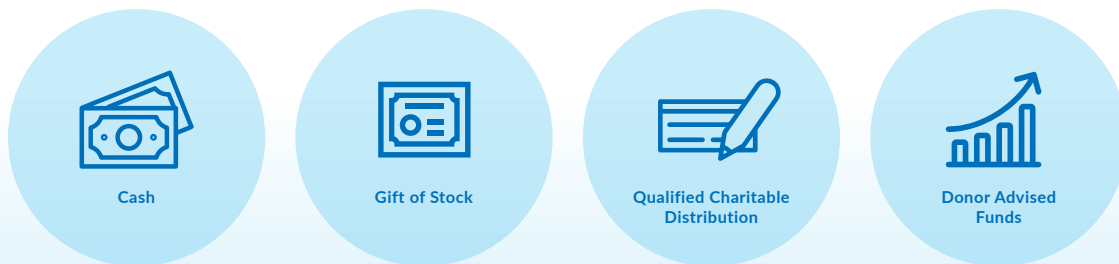 Cash
Gift of Stock
Qualified Charitable
Distribution
Donor Advised
Funds